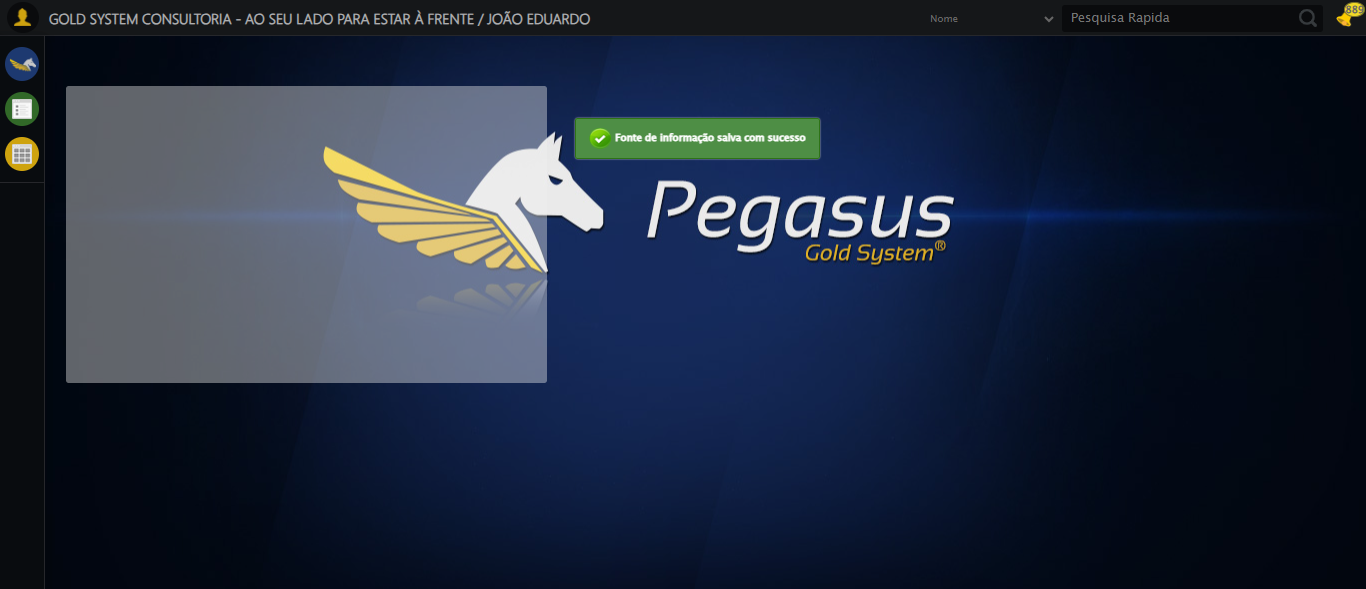 GOLD SYSTEM CONSULTORIA - AO SEU LADO PARA ESTAR À FRENTE / JOÃO EDUARDO
Nome
Pesquisa Rapida
889
Fonte de informação salva com sucesso
Pegasus
Gold System®